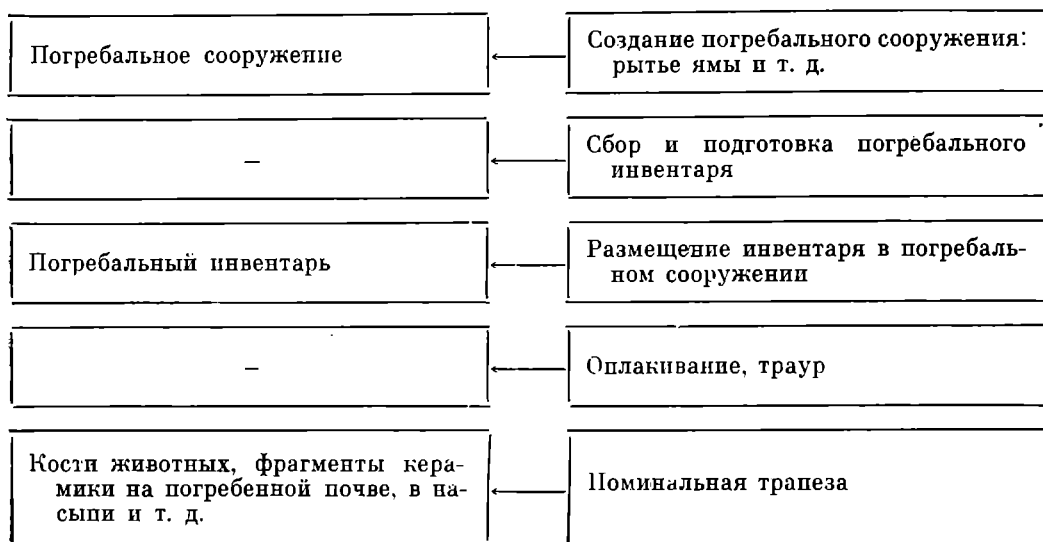 Погребальное сооружение
Создание погребального сооружения:
рытье ямы и т. д.
–
Сбор и подготовка погребального
инвентаря
Погребальный инвентарь
Размещение инвентаря в погребаль-
ном сооружении
–
Оплакивание, траур
Кости животных, фрагменты кера-
мики на погребенной почве, в на-
сыпи и т. д.
Поминальная трапеза